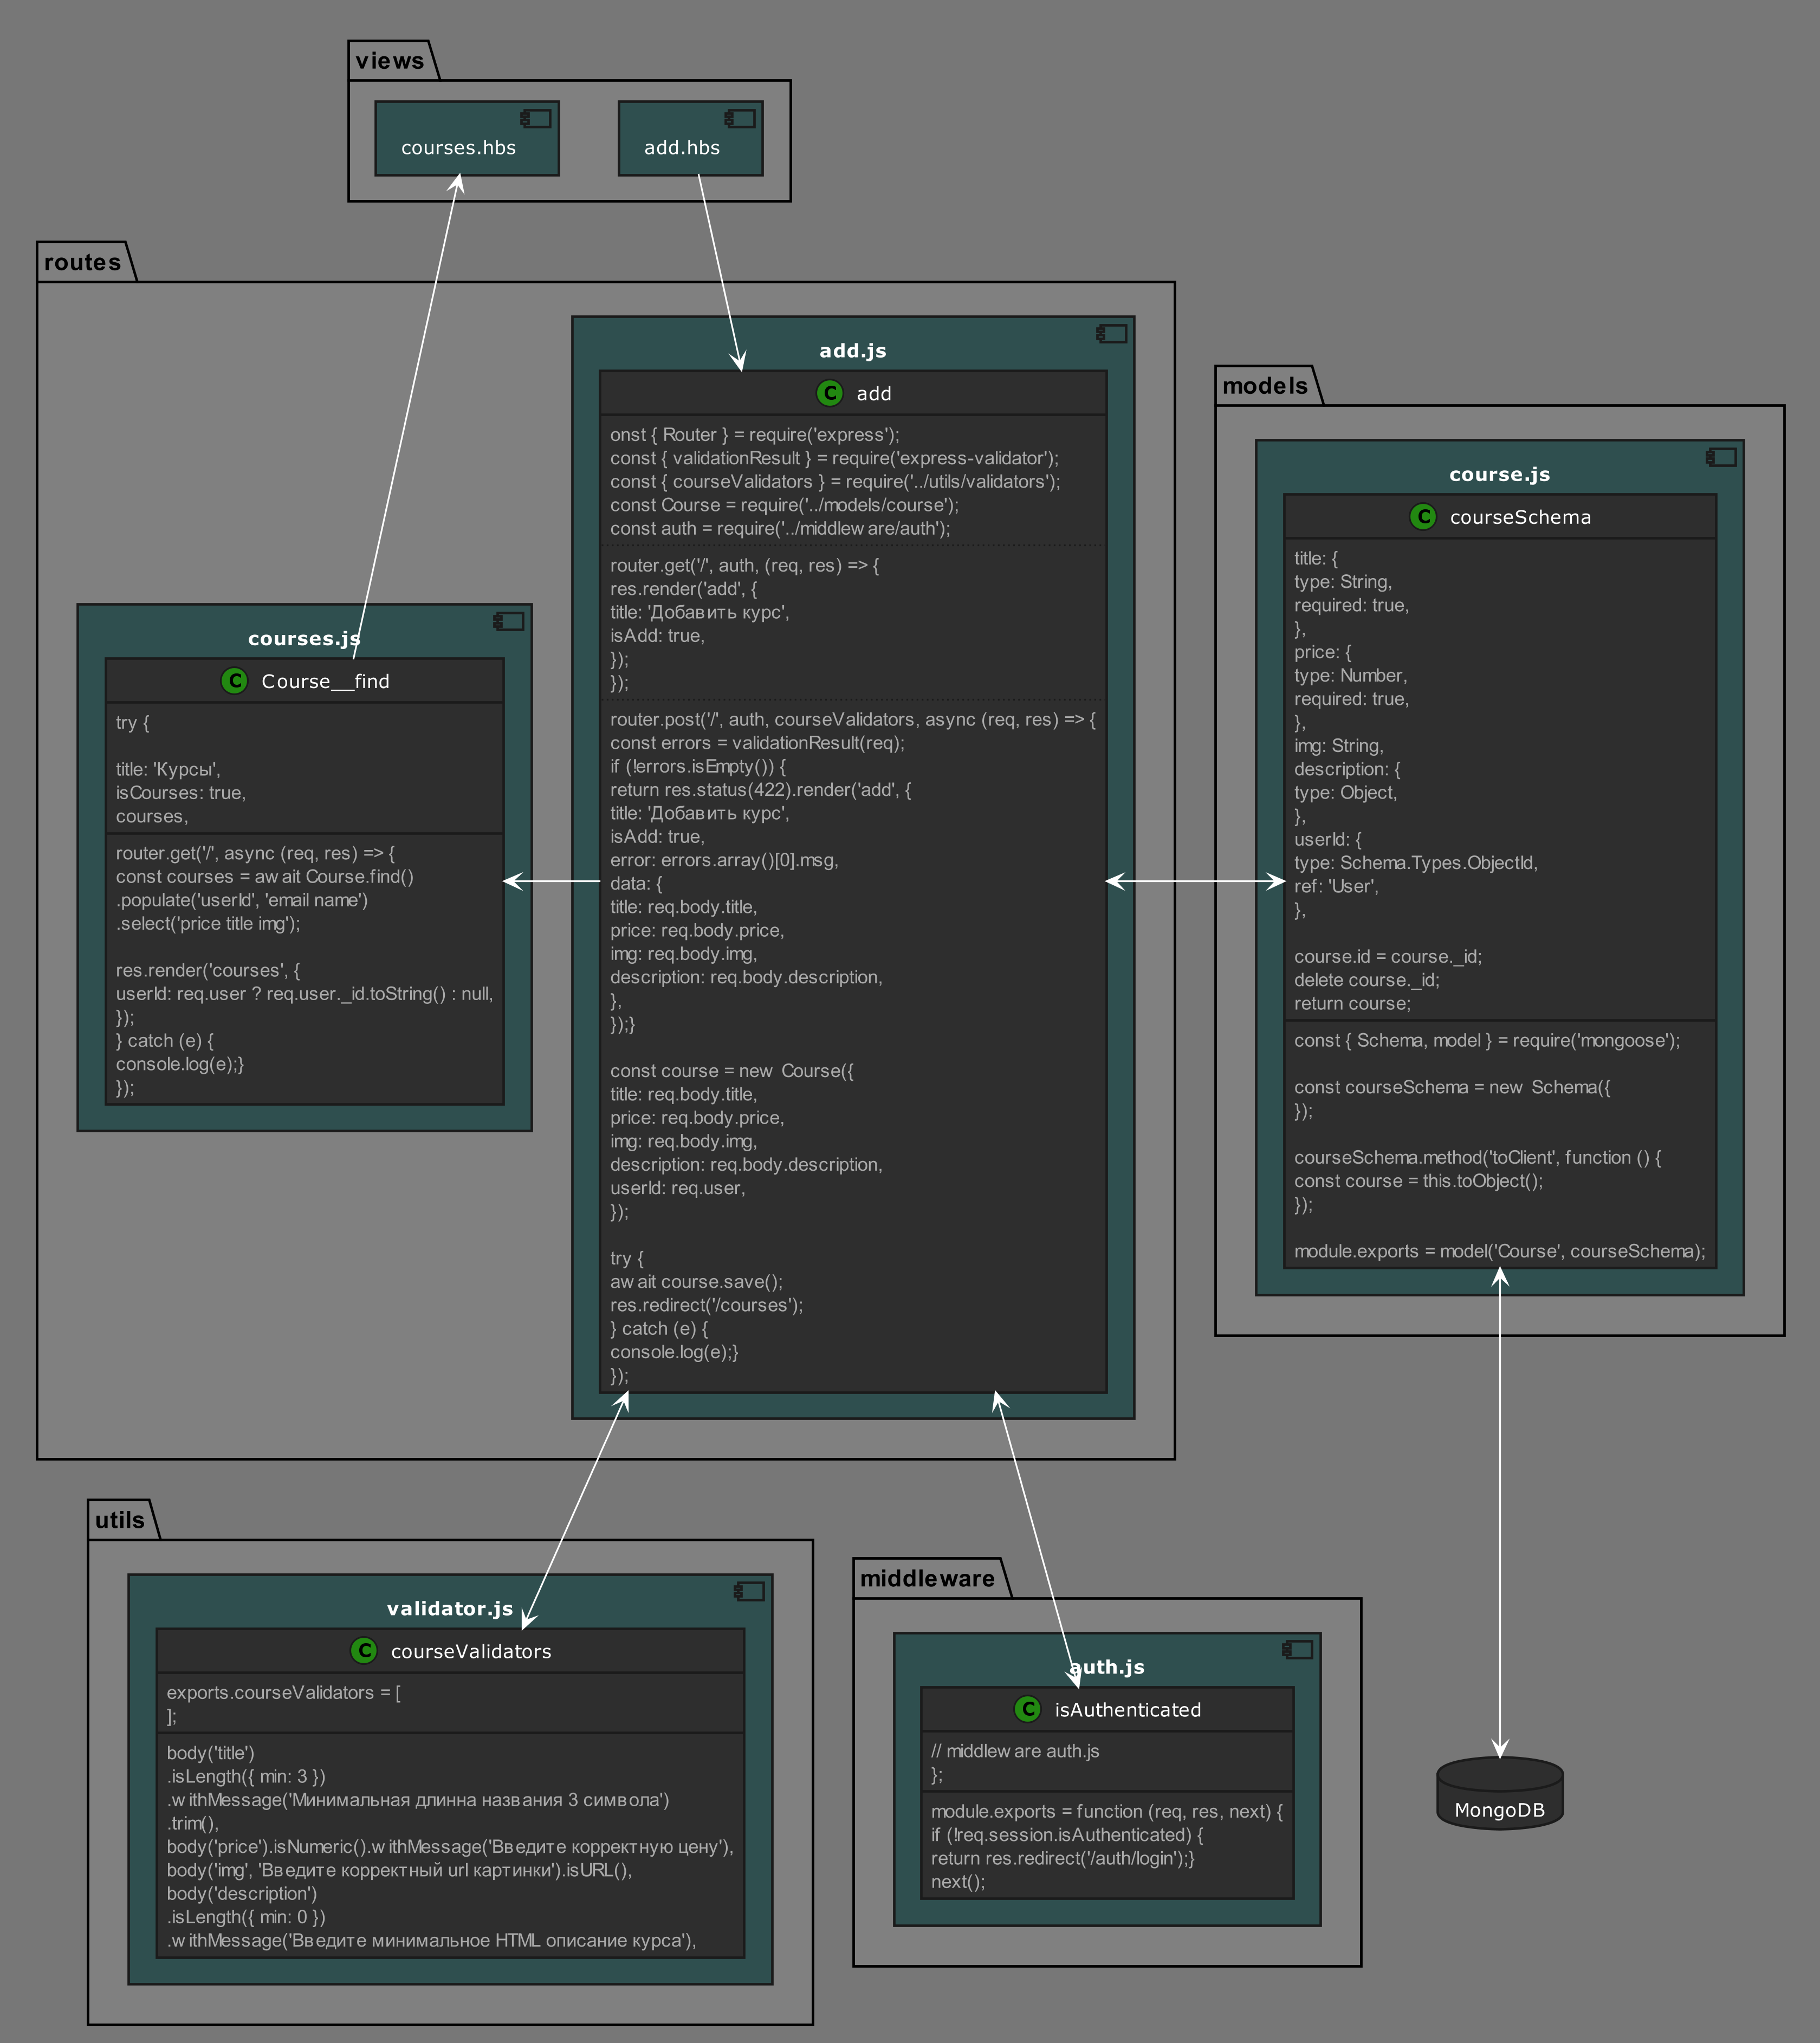 views
courses.hbs
add.hbs
routes
add.js
C add
onst { Router } = require('express');
const { validationResult } = require('express-validator');
const { courseValidators } = require('../utils/validators');
const Course = require('../models/course');
const auth = require('../middleware/auth');
router.get('/', auth, (req, res) => {
res.render('add', {
title: 'Добавить курс',
isAdd: true,
});
});
router.post('/', auth, courseValidators, async (req, res) => {
const errors = validationResult(req);
if (!errors.isEmpty()) {
return res.status(422).render('add', {
title: 'Добавить курс',
isAdd: true,
error: errors.array()[0].msg,
data: {
title: req.body.title,
price: req.body.price,
img: req.body.img,
description: req.body.description,
},
});}
const course = new Course({
title: req.body.title,
price: req.body.price,
img: req.body.img,
description: req.body.description,
userId: req.user,
});
try {
await course.save();
res.redirect('/courses');
} catch (e) {
console.log(e);}
});
courses.js
C Course__find
try {
title: 'Курсы',
isCourses: true,
courses,
router.get('/', async (req, res) => {
const courses = await Course.find()
.populate('userId', 'email name')
.select('price title img');
res.render('courses', {
userId: req.user ? req.user._id.toString() : null,
});
} catch (e) {
console.log(e);}
});
models
course.js
C courseSchema
title: {
type: String,
required: true,
},
price: {
type: Number,
required: true,
},
img: String,
description: {
type: Object,
},
userId: {
type: Schema.Types.ObjectId,
ref: 'User',
},
course.id = course._id;
delete course._id;
return course;
const { Schema, model } = require('mongoose');
const courseSchema = new Schema({
});
courseSchema.method('toClient', function () {
const course = this.toObject();
});
module.exports = model('Course', courseSchema);
utils
validator.js
C courseValidators
exports.courseValidators = [
];
body('title')
.isLength({ min: 3 })
.withMessage('Минимальная длинна названия 3 символа')
.trim(),
body('price').isNumeric().withMessage('Введите корректную цену'),
body('img', 'Введите корректный url картинки').isURL(),
body('description')
.isLength({ min: 0 })
.withMessage('Введите минимальное HTML описание курса'),
middleware
auth.js
C isAuthenticated
// middleware auth.js
};
module.exports = function (req, res, next) {
if (!req.session.isAuthenticated) {
return res.redirect('/auth/login');}
next();
MongoDB